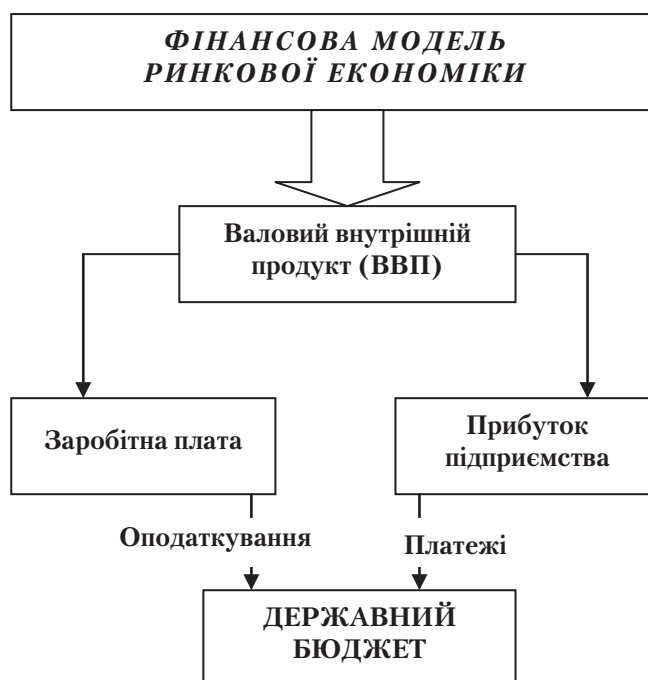 ФІНАНСОВА МОДЕЛЬ
РИНКОВОЇ ЕКОНОМІКИ
Валовий внутрішній
продукт (ВВП)
Заробітна плата
Прибуток
підприємства
Оподаткування
Платежі
ДЕРЖАВНИЙ
БЮДЖЕТ